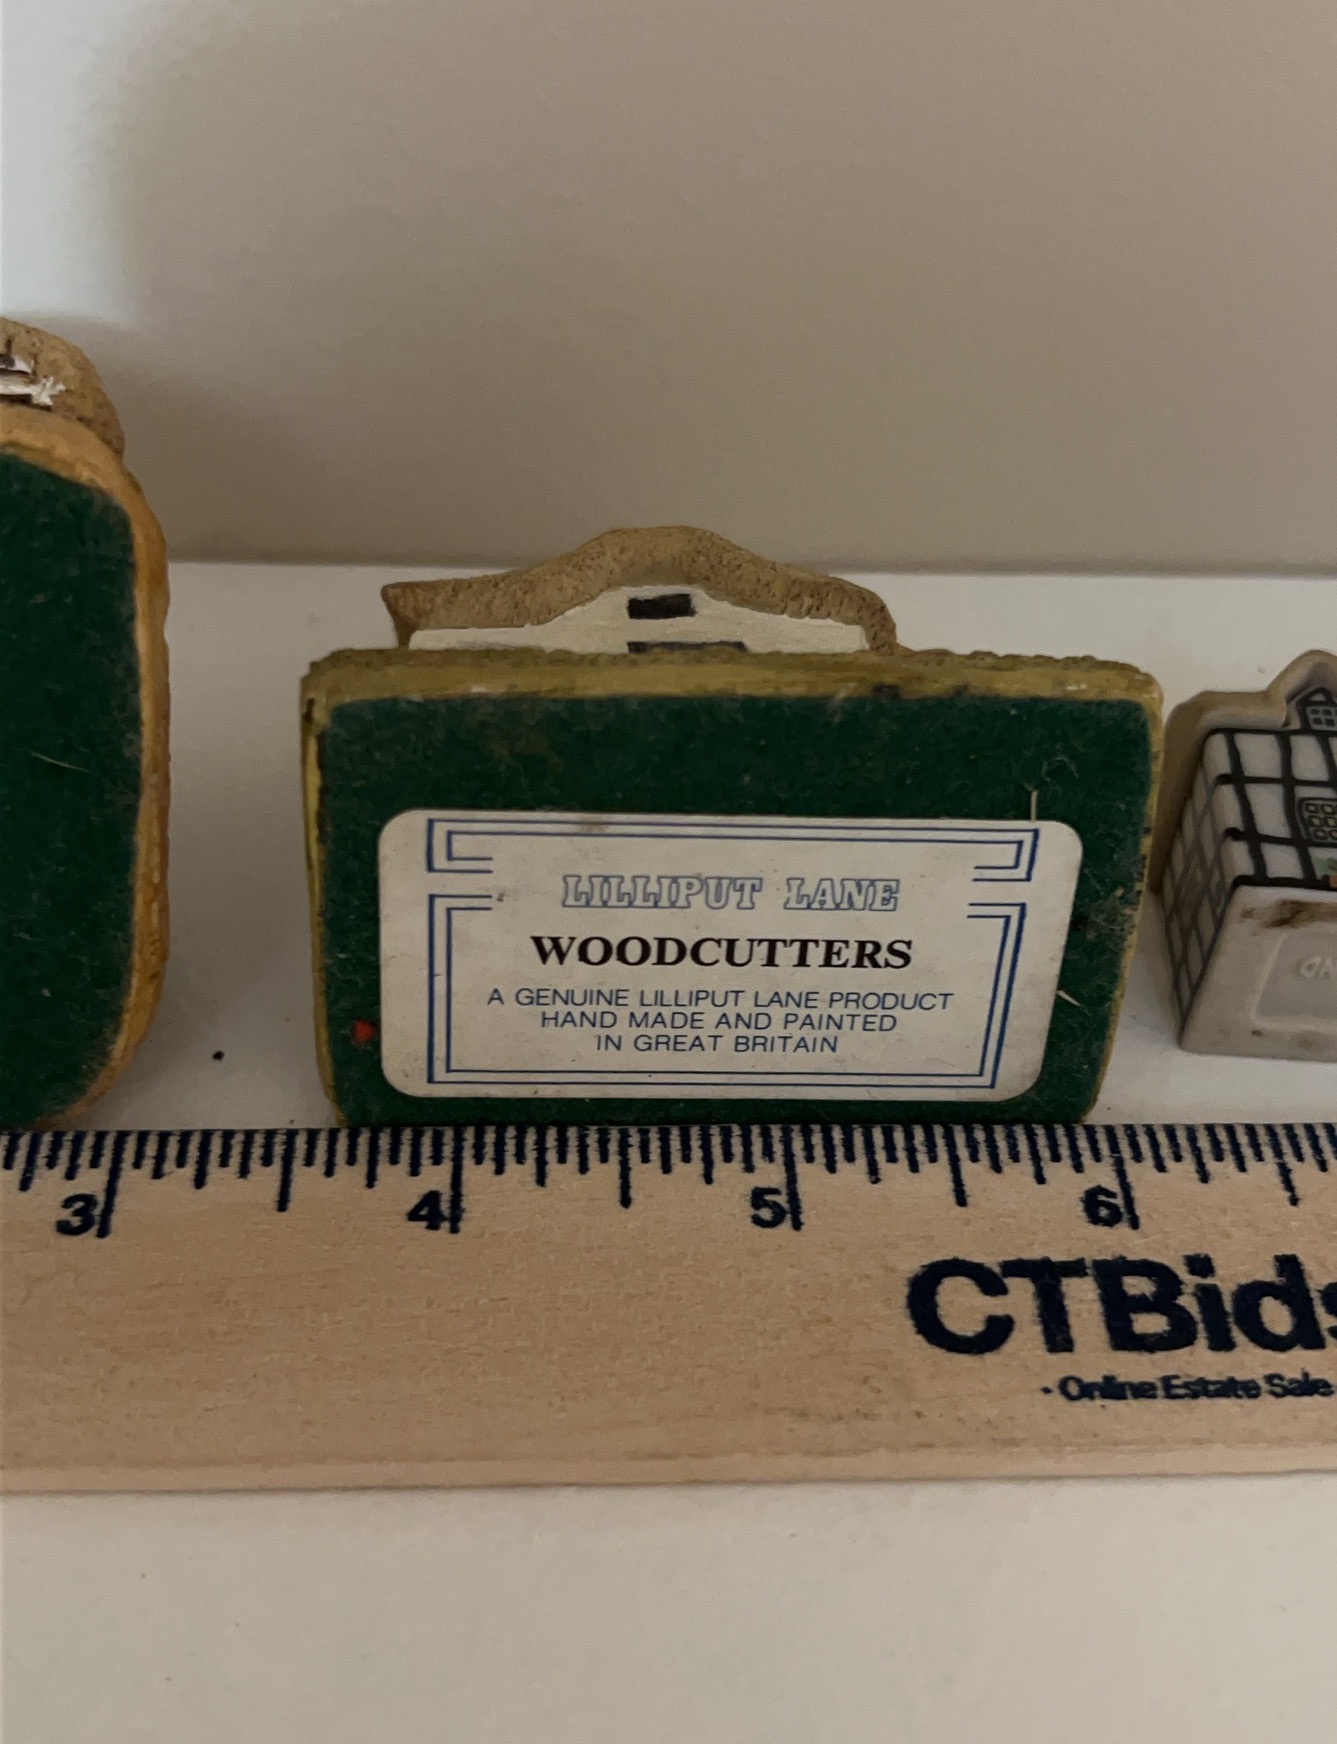 LILLIPUT LANE
WOODCUTTERS
A GENUINE LILLIPUT LANE PRODUCT
HAND MADE AND PAINTED
IN GREAT BRITAIN
3 4 5 6
CTBids
- Online Estate Sale